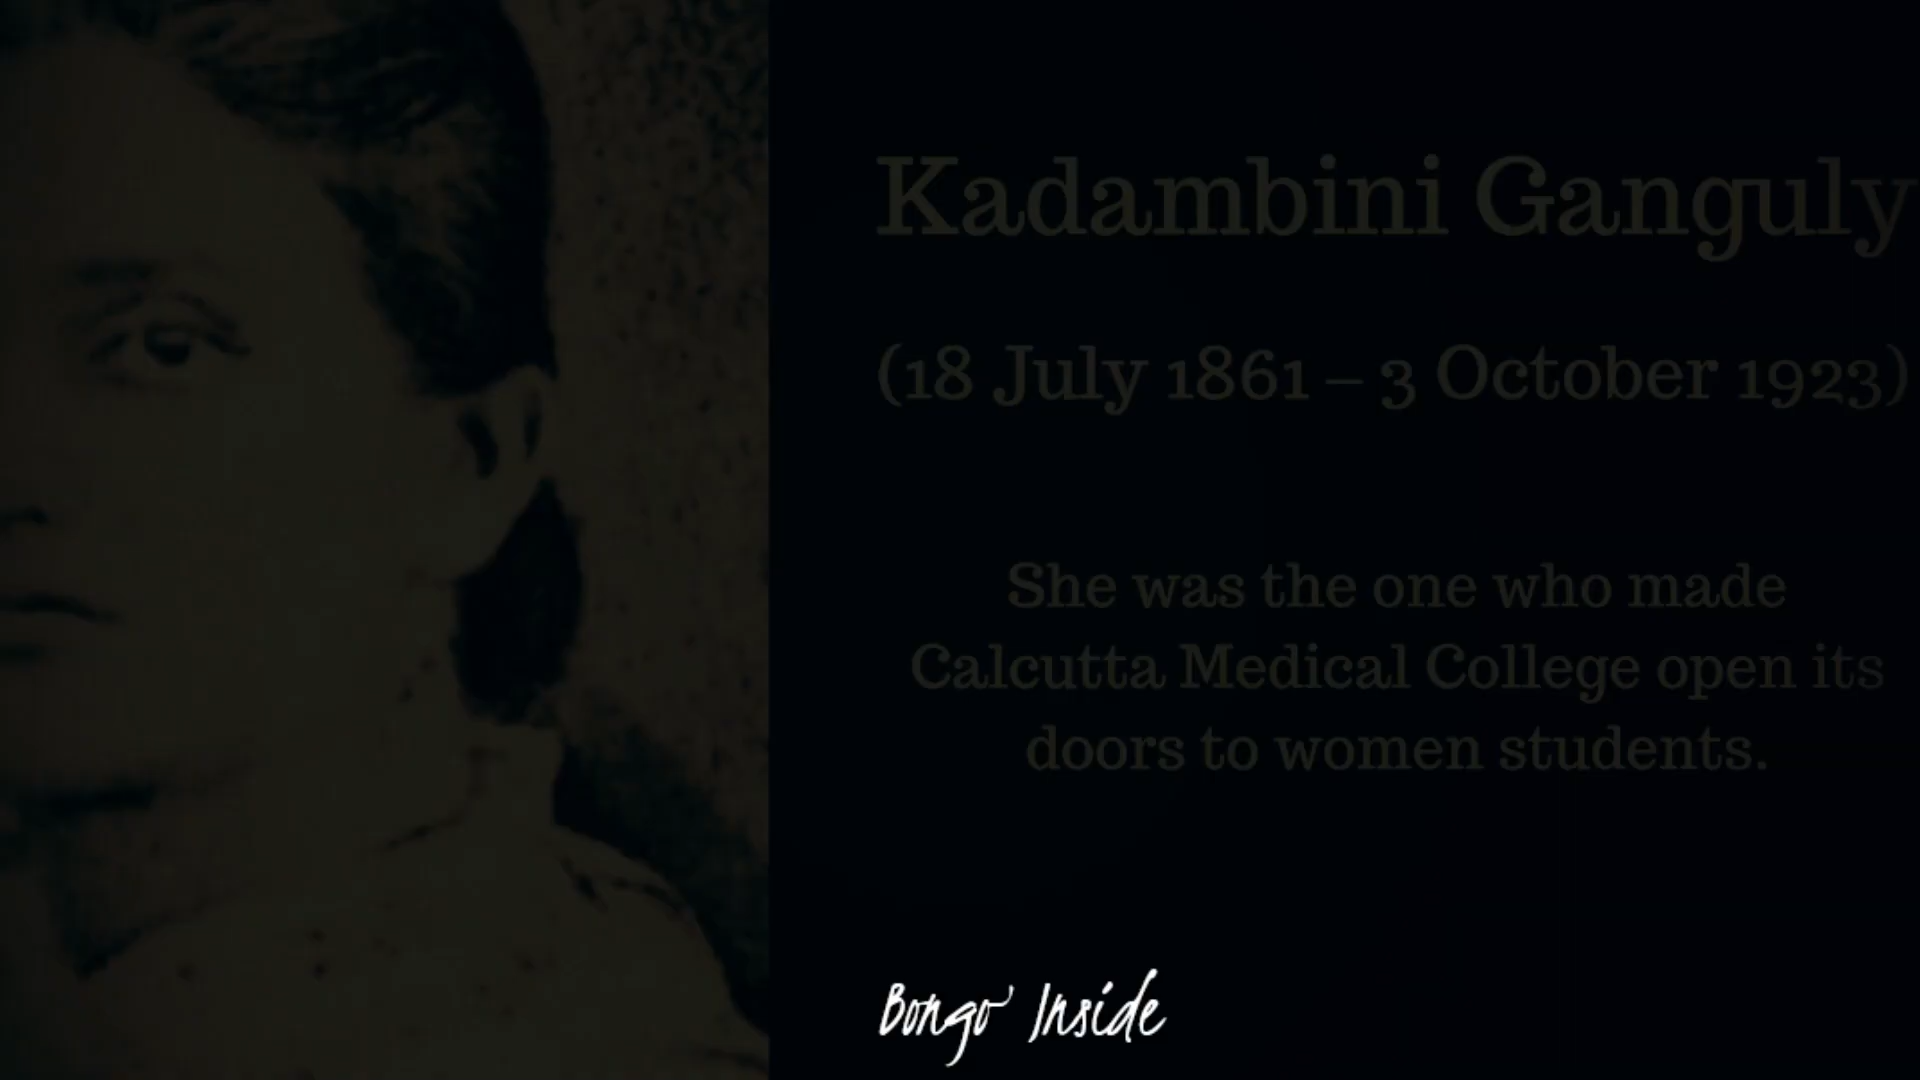 Kadambini Ganguly
(18 July 1861 – 3 October 1923)
She was the one who made
Calcutta Medical College open its
doors to women students.
Bongo Inside